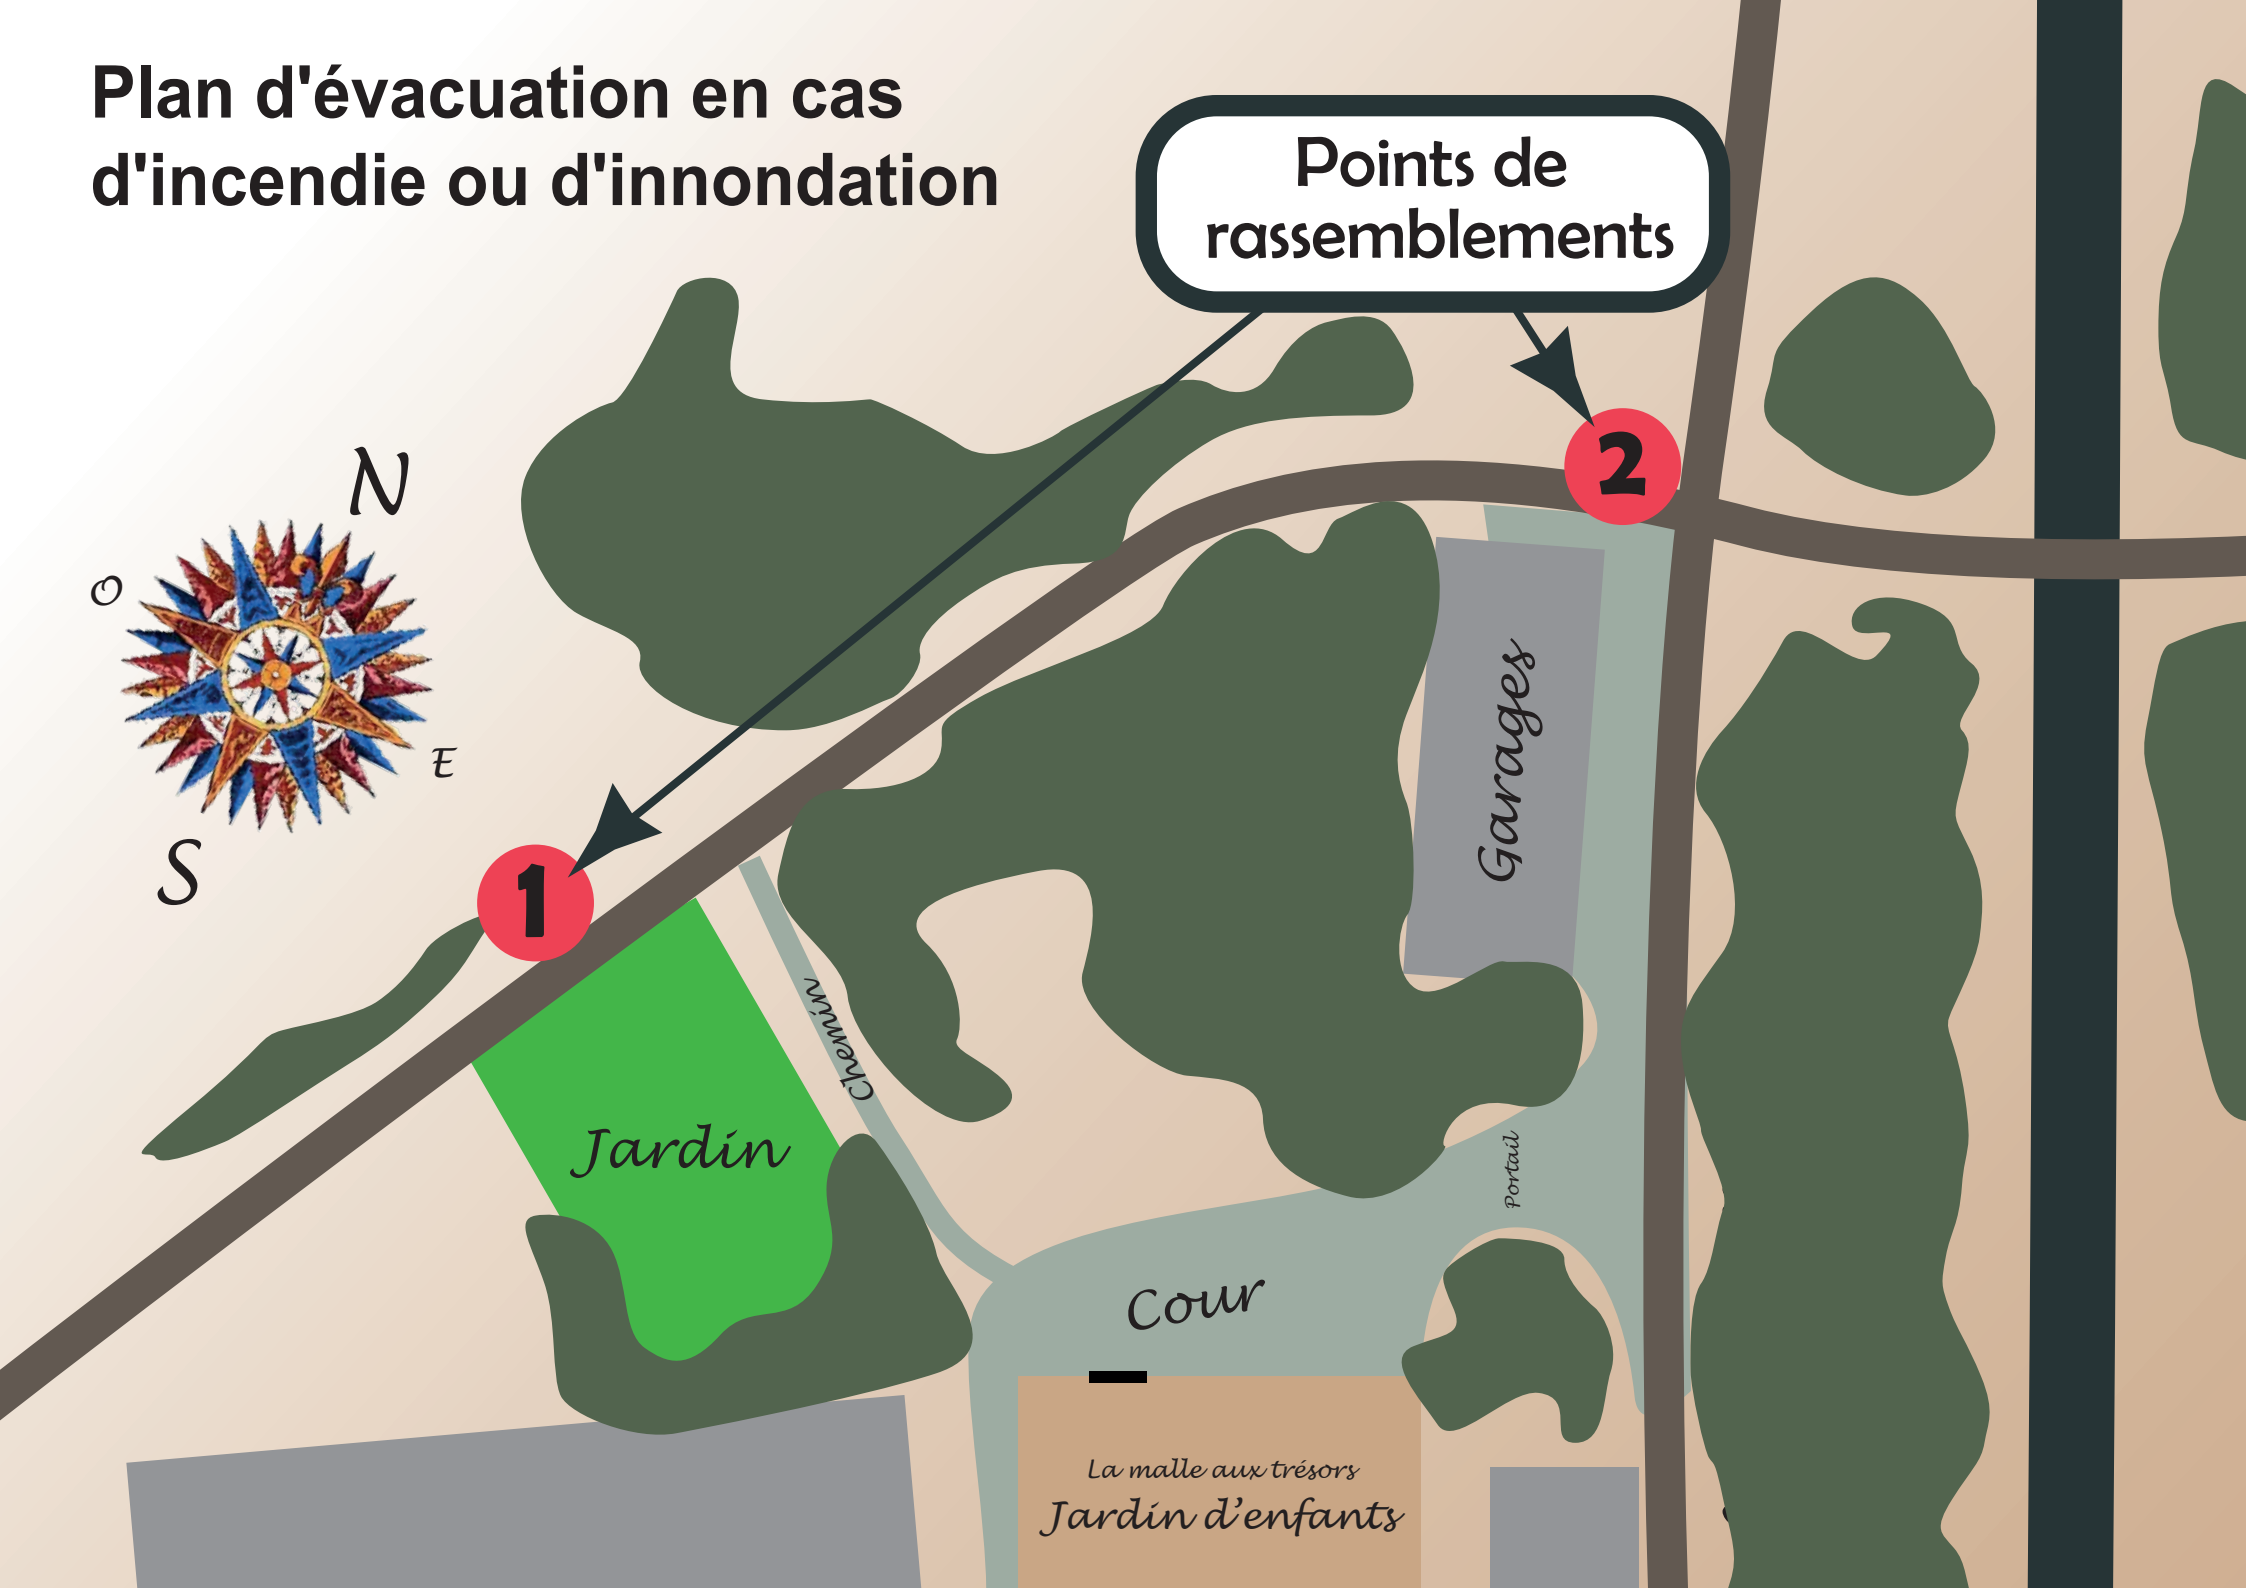 Plan d'évacuation en cas
d'incendie ou d'innondation
Points de
rassemblements
N
O
E
S
1
2
Garages
Chemin
Jardin
Portail
Cour
La malle aux trésors
Jardin d’enfants